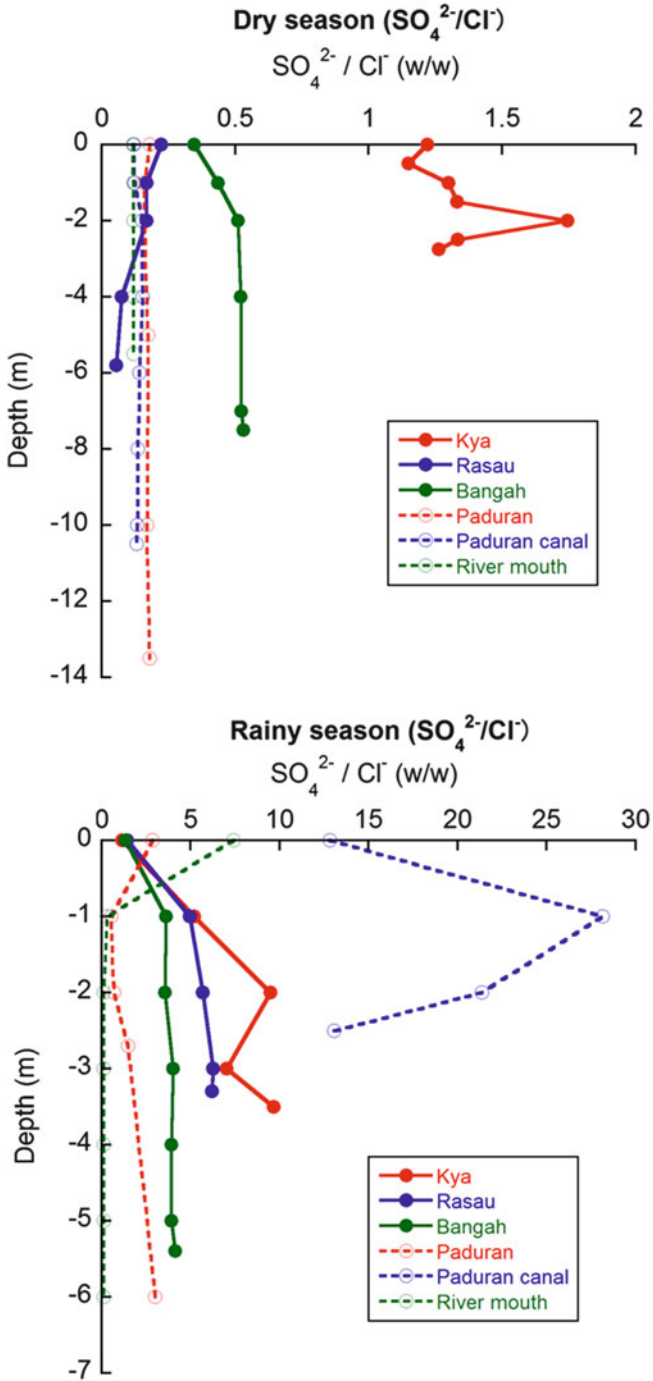 Dry season (SO₄²⁻/Cl⁻)
SO₄²⁻ / Cl⁻ (w/w)
0 0.5 1 1.5 2
0
-2
-4
-6
-8
-10
-12
-14
Depth (m)
Kya
Rasau
Bangah
Paduran
Paduran canal
River mouth
Rainy season (SO₄²⁻/Cl⁻)
SO₄²⁻ / Cl⁻ (w/w)
0 5 10 15 20 25 30
0
-1
-2
-3
-4
-5
-6
-7
Depth (m)
Kya
Rasau
Bangah
Paduran
Paduran canal
River mouth